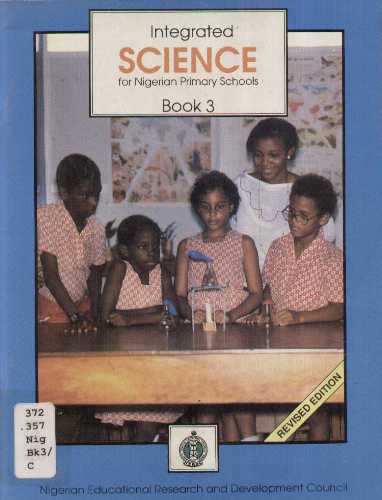 Integrated
SCIENCE
for Nigerian Primary Schools
Book 3
REVISED EDITION
372
.357
Nig
Bk3/
C
Nigerian Educational Research and Development Council